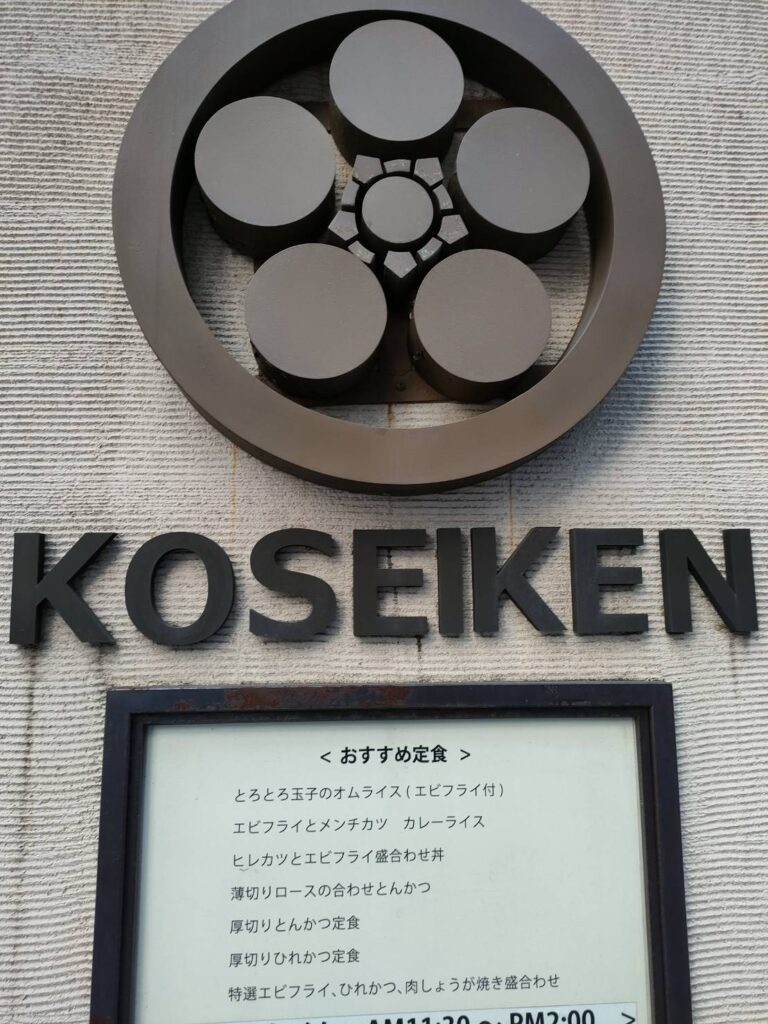 KOSEIKEN
< おすすめ定食 >
とろとろ玉子のオムライス ( エビフライ付 )
エビフライとメンチカツ　カレーライス
ヒレカツとエビフライ盛合わせ丼
薄切りロースの合わせとんかつ
厚切りとんかつ定食
厚切りひれかつ定食
特選エビフライ、ひれかつ、肉しょうが焼き盛合わせ
AM11:30 ～ PM2:00 >